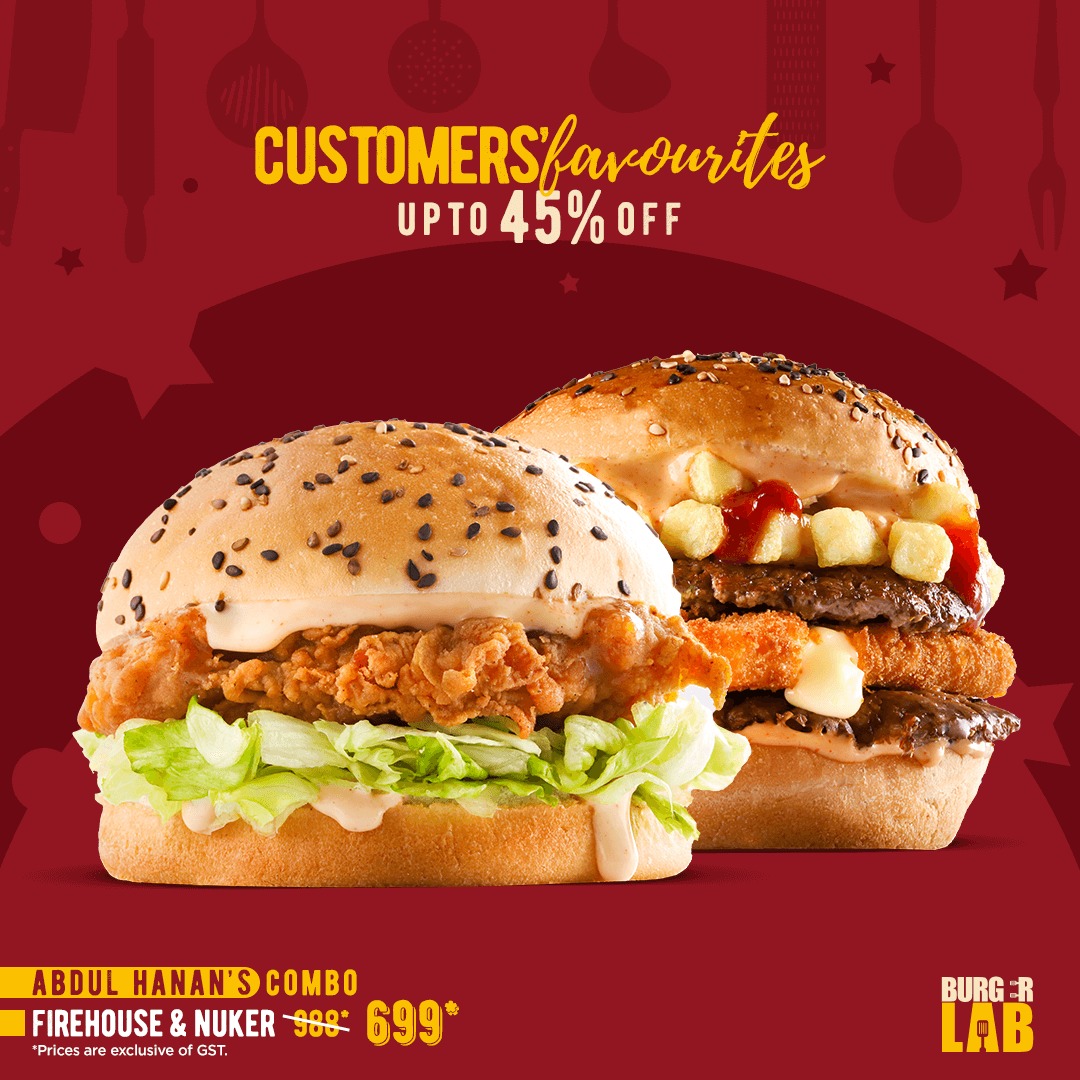 CUSTOMERS' favourites
UPTO 45% OFF
ABDUL HANAN'S COMBO
FIREHOUSE & NUKER 988* 699*
*Prices are exclusive of GST.
BURGER
LAB